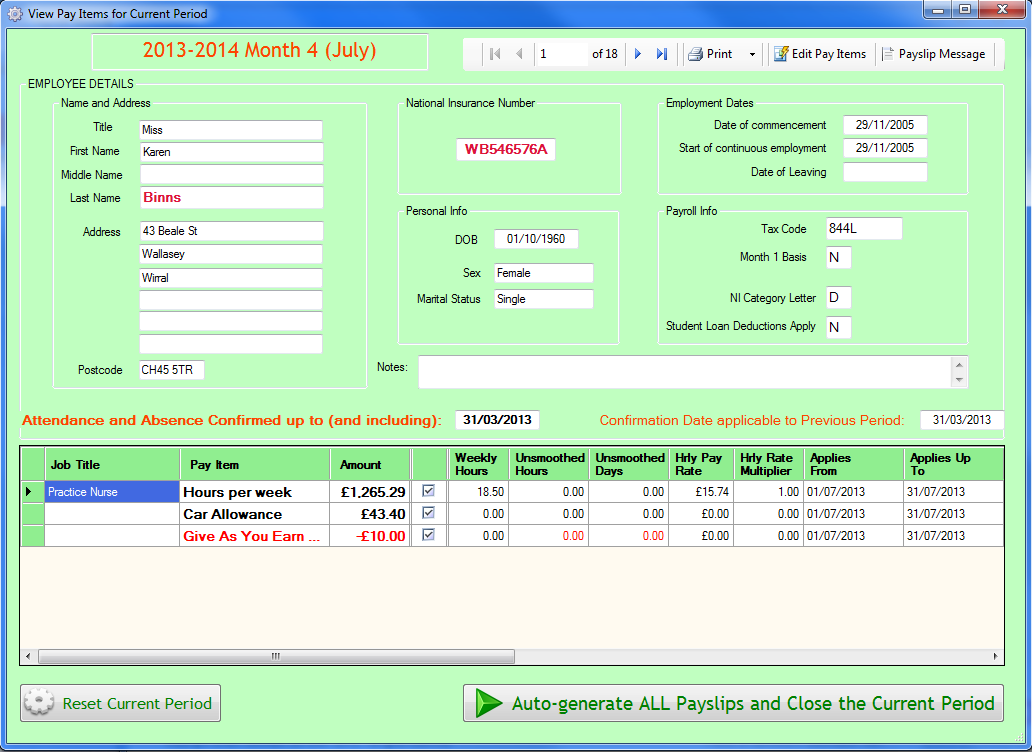 View Pay Items for Current Period
2013-2014 Month 4 (July)
1 of 18 Print Edit Pay Items Payslip Message
EMPLOYEE DETAILS
Name and Address
Title Miss
First Name Karen
Middle Name
Last Name Binns
Address 43 Beale St
Wallasey
Wirral
Postcode CH45 5TR
National Insurance Number
WB546576A
Personal Info
DOB 01/10/1960
Sex Female
Marital Status Single
Employment Dates
Date of commencement 29/11/2005
Start of continuous employment 29/11/2005
Date of Leaving
Payroll Info
Tax Code 844L
Month 1 Basis N
NI Category Letter D
Student Loan Deductions Apply N
Notes:
Attendance and Absence Confirmed up to (and including): 31/03/2013 Confirmation Date applicable to Previous Period: 31/03/2013
Job Title Pay Item Amount Weekly Hours Unsmoothed Hours Unsmoothed Days Hrly Pay Rate Hrly Rate Multiplier Applies From Applies Up To
Practice Nurse Hours per week £1,265.29 18.50 0.00 0.00 £15.74 1.00 01/07/2013 31/07/2013
Car Allowance £43.40 0.00 0.00 0.00 £0.00 0.00 01/07/2013 31/07/2013
Give As You Earn ... -£10.00 0.00 0.00 0.00 £0.00 0.00 01/07/2013 31/07/2013
Reset Current Period
Auto-generate ALL Payslips and Close the Current Period